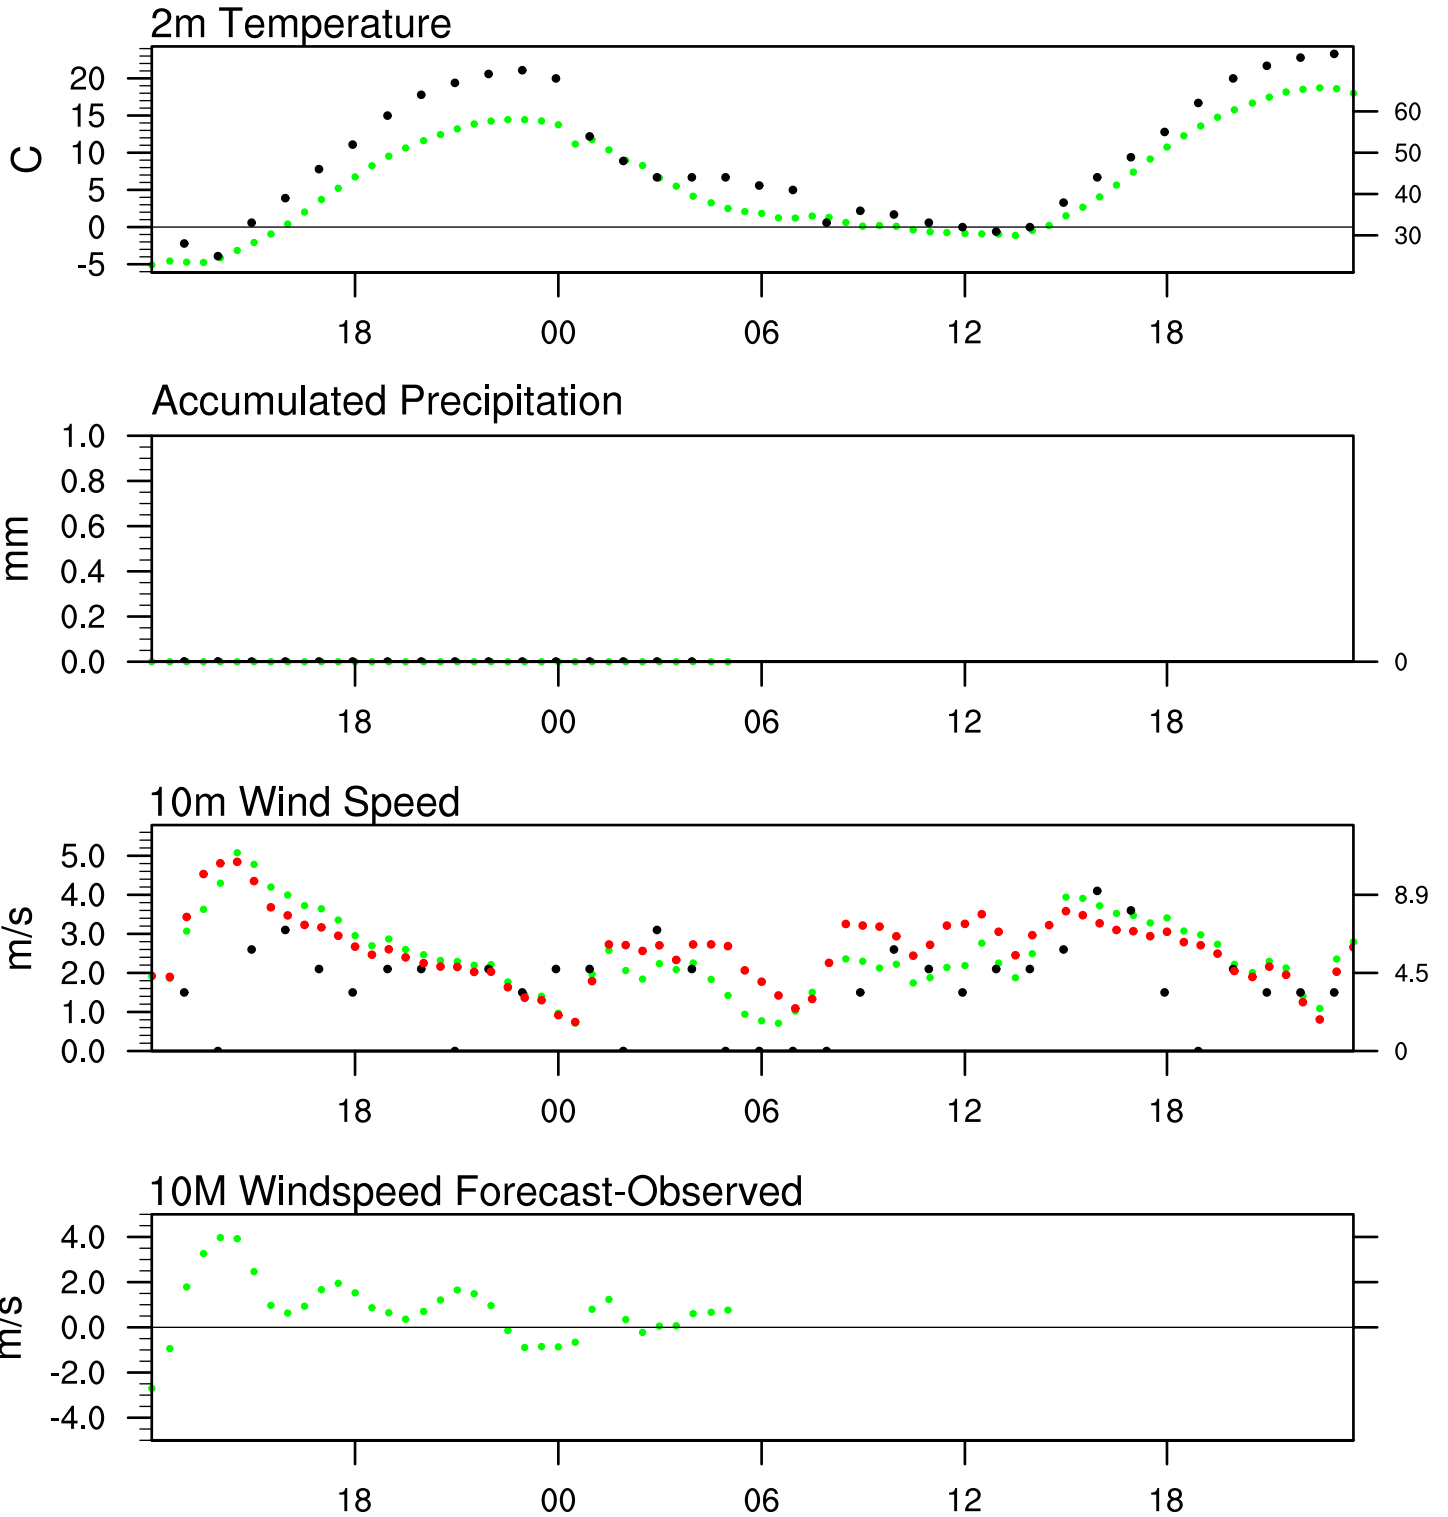 2m Temperature
C
20
15
10
5
0
-5
60
50
40
30
18 00 06 12 18
Accumulated Precipitation
mm
1.0
0.8
0.6
0.4
0.2
0.0
0
18 00 06 12 18
10m Wind Speed
m/s
5.0
4.0
3.0
2.0
1.0
0.0
8.9
4.5
0
18 00 06 12 18
10M Windspeed Forecast-Observed
m/s
4.0
2.0
0.0
-2.0
-4.0
18 00 06 12 18